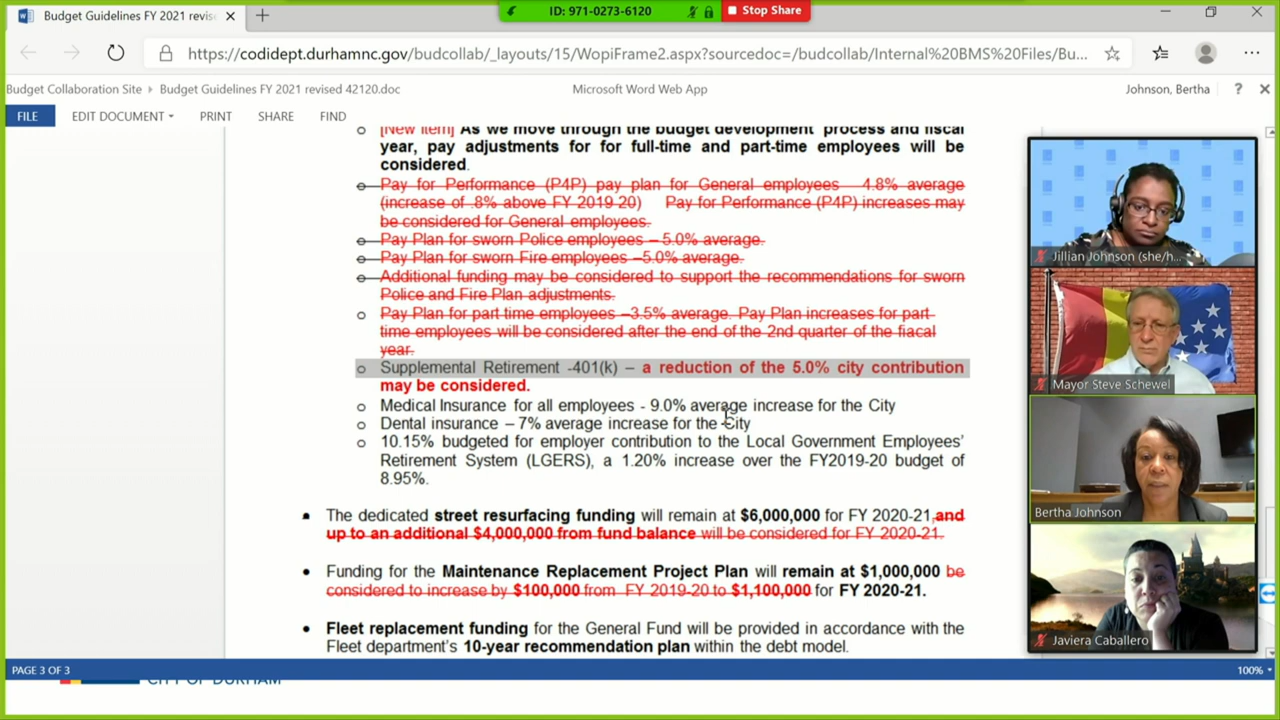 Budget Guidelines FY 2021 revise
ID: 971-0273-6120
Stop Share
https://codidept.durhamnc.gov/budcollab/_layouts/15/WopiFrame2.aspx?sourcedoc=/budcollab/Internal%20BMS%20Files/Bu...
Budget Collaboration Site
Budget Guidelines FY 2021 revised 42120.doc
Microsoft Word Web App
Johnson, Bertha
?
FILE
EDIT DOCUMENT
PRINT
SHARE
FIND
[New item] As we move through the budget development process and fiscal
year, pay adjustments for for full-time and part-time employees will be
considered.
Pay for Performance (P4P) pay plan for General employees 4.8% average
(increase of .8% above FY 2019-20) Pay for Performance (P4P) increases may
be considered for General employees.
Pay Plan for sworn Police employees – 5.0% average.
Pay Plan for sworn Fire employees –5.0% average.
Additional funding may be considered to support the recommendations for sworn
Police and Fire Plan adjustments.
Pay Plan for part time employees –3.5% average. Pay Plan increases for part-
time employees will be considered after the end of the 2nd quarter of the fiacal
year.
Supplemental Retirement -401(k) – a reduction of the 5.0% city contribution
may be considered.
Medical Insurance for all employees - 9.0% average increase for the City
Dental insurance – 7% average increase for the City
10.15% budgeted for employer contribution to the Local Government Employees'
Retirement System (LGERS), a 1.20% increase over the FY2019-20 budget of
8.95%.
The dedicated street resurfacing funding will remain at $6,000,000 for FY 2020-21, and
up to an additional $4,000,000 from fund balance will be considered for FY 2020-21.
Funding for the Maintenance Replacement Project Plan will remain at $1,000,000 be
considered to increase by $100,000 from FY 2019-20 to $1,100,000 for FY 2020-21.
Fleet replacement funding for the General Fund will be provided in accordance with the
Fleet department's 10-year recommendation plan within the debt model.
Jillian Johnson (she/h...
Mayor Steve Schewel
Bertha Johnson
Javiera Caballero
PAGE 3 OF 3
100%
CITY OF DURHAM